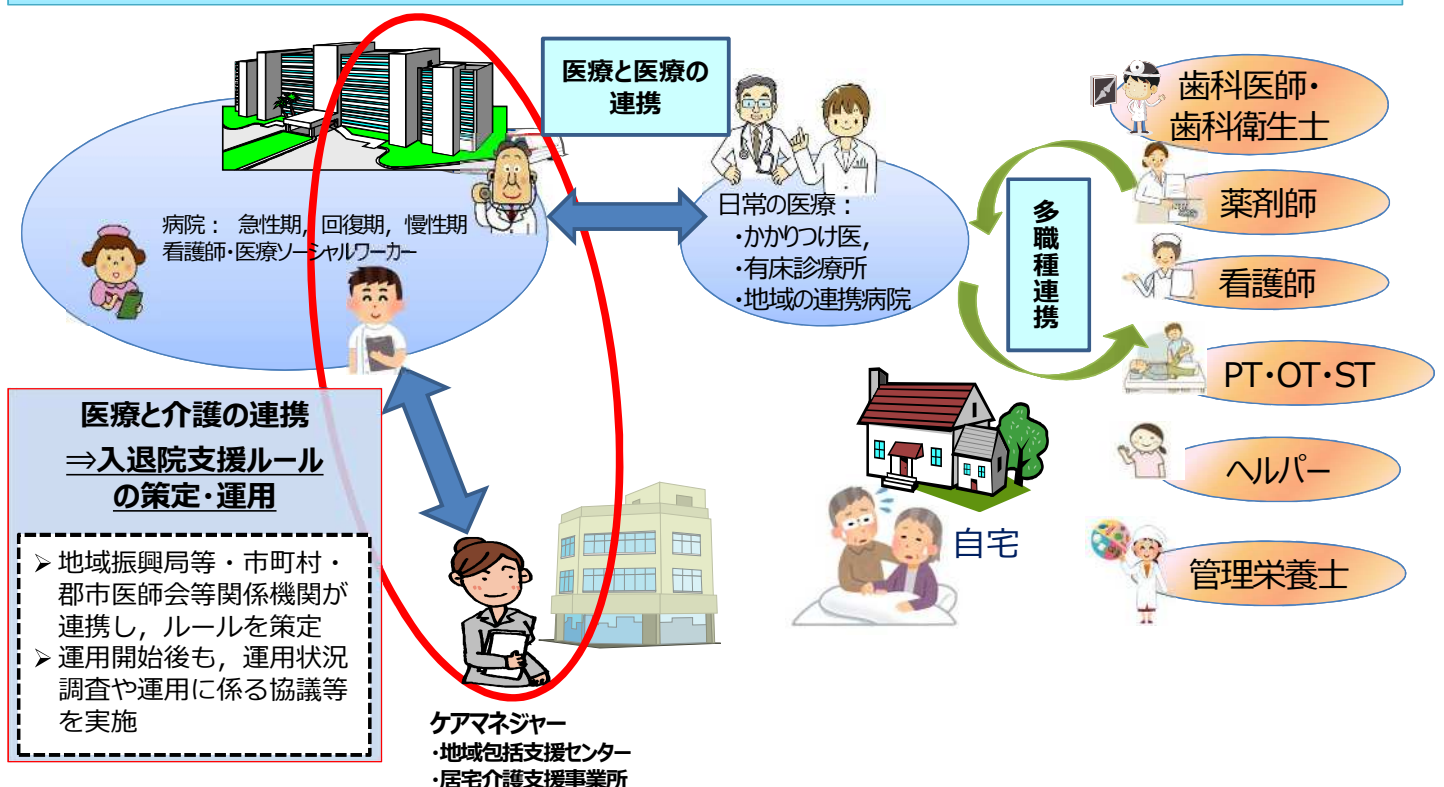 医療と医療の
連携
病院： 急性期，回復期，慢性期
看護師・医療ソーシャルワーカー
日常の医療：
・かかりつけ医，
・有床診療所
・地域の連携病院
多職種連携
歯科医師・
歯科衛生士
薬剤師
看護師
PT・OT・ST
ヘルパー
管理栄養士
自宅
医療と介護の連携
⇒入退院支援ルール
の策定・運用
➢地域振興局等・市町村・
郡市医師会等関係機関が
連携し，ルールを策定
➢運用開始後も，運用状況
調査や運用に係る協議等
を実施
ケアマネジャー
・地域包括支援センター
・居宅介護支援事業所